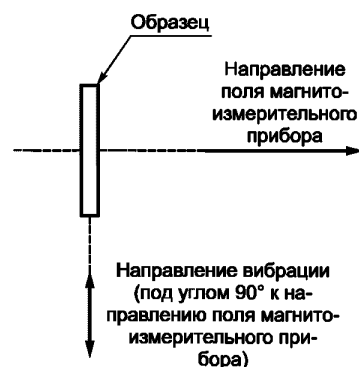 Образец
Направление
поля магнито-
измерительного
прибора
Направление вибрации
(под углом 90° к на-
правлению поля магнито-
измерительного при-
бора)